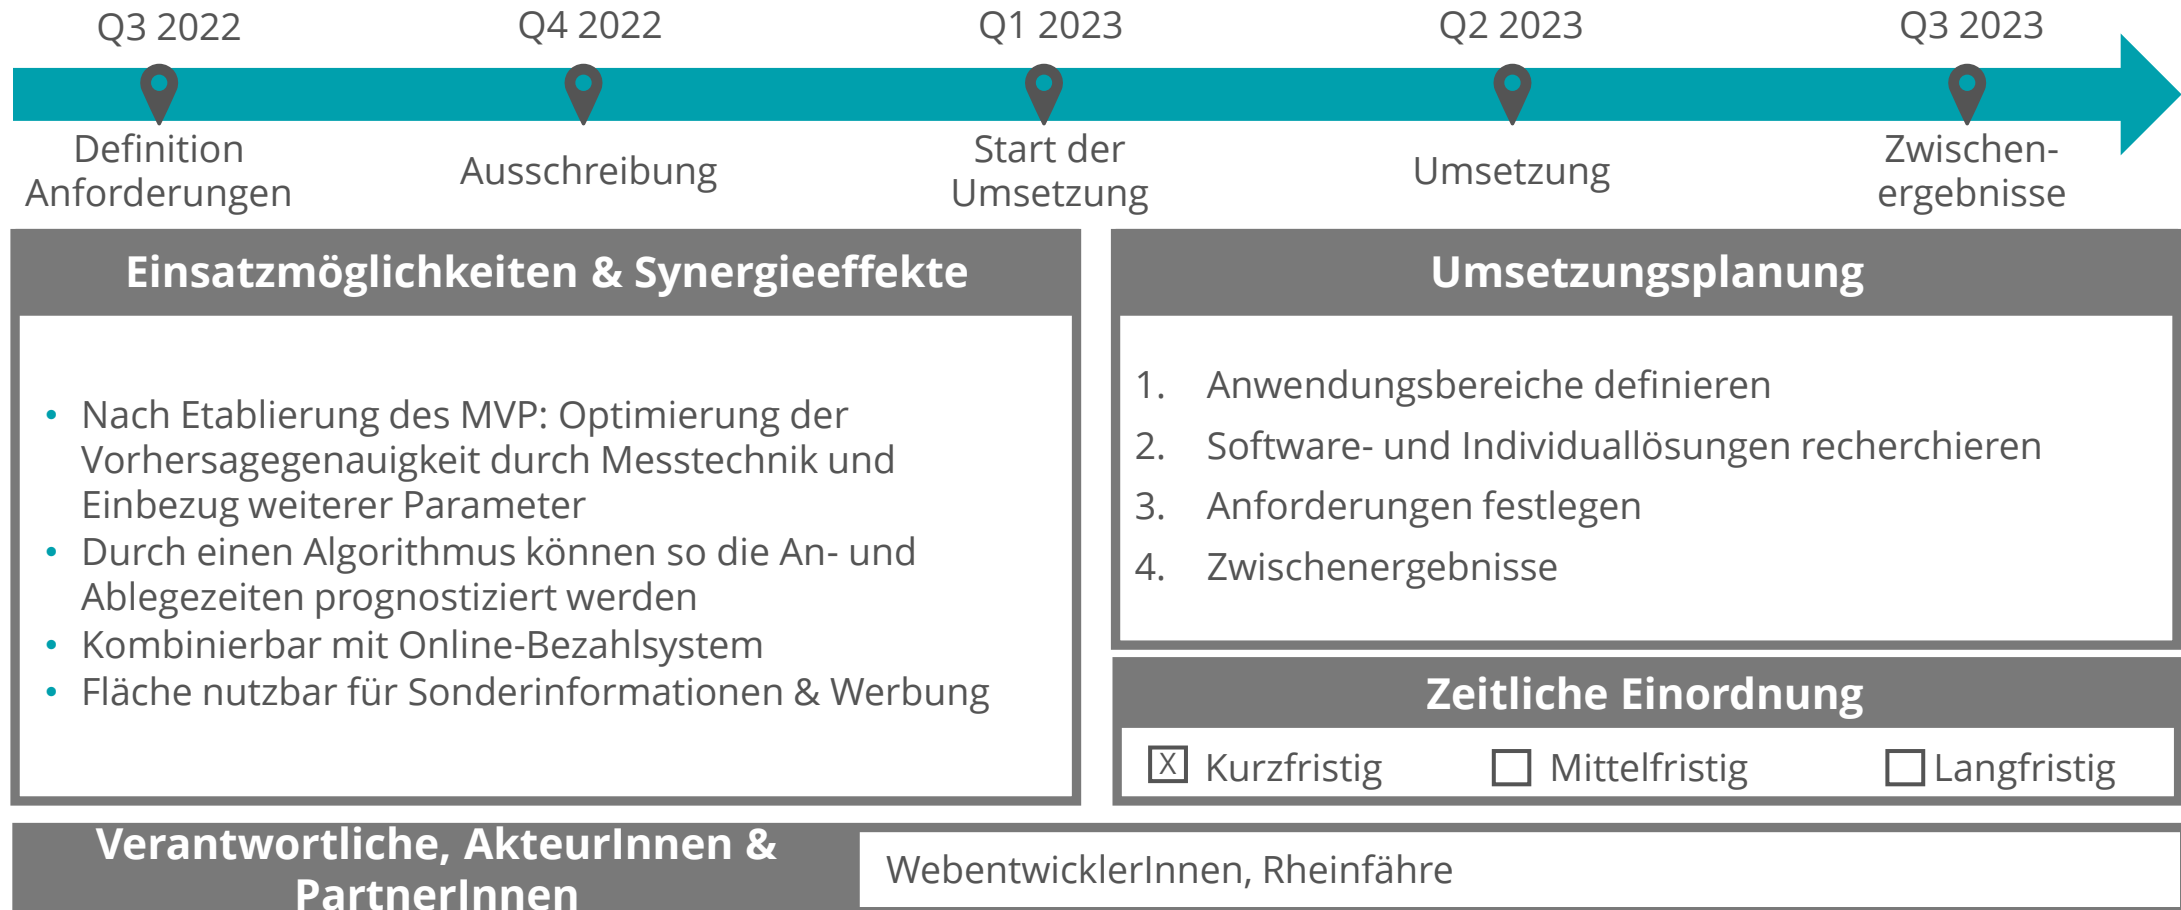 Q3 2022
Q4 2022
Q1 2023
Q2 2023
Q3 2023
Definition
Anforderungen
Ausschreibung
Start der
Umsetzung
Umsetzung
Zwischen-
ergebnisse
Einsatzmöglichkeiten & Synergieeffekte
• Nach Etablierung des MVP: Optimierung der
Vorhersagegenauigkeit durch Messtechnik und
Einbezug weiterer Parameter
• Durch einen Algorithmus können so die An- und
Ablegezeiten prognostiziert werden
• Kombinierbar mit Online-Bezahlsystem
• Fläche nutzbar für Sonderinformationen & Werbung
Umsetzungsplanung
1. Anwendungsbereiche definieren
2. Software- und Individuallösungen recherchieren
3. Anforderungen festlegen
4. Zwischenergebnisse
Zeitliche Einordnung
X Kurzfristig
Mittelfristig
Langfristig
Verantwortliche, AkteurInnen &
PartnerInnen
WebentwicklerInnen, Rheinfähre